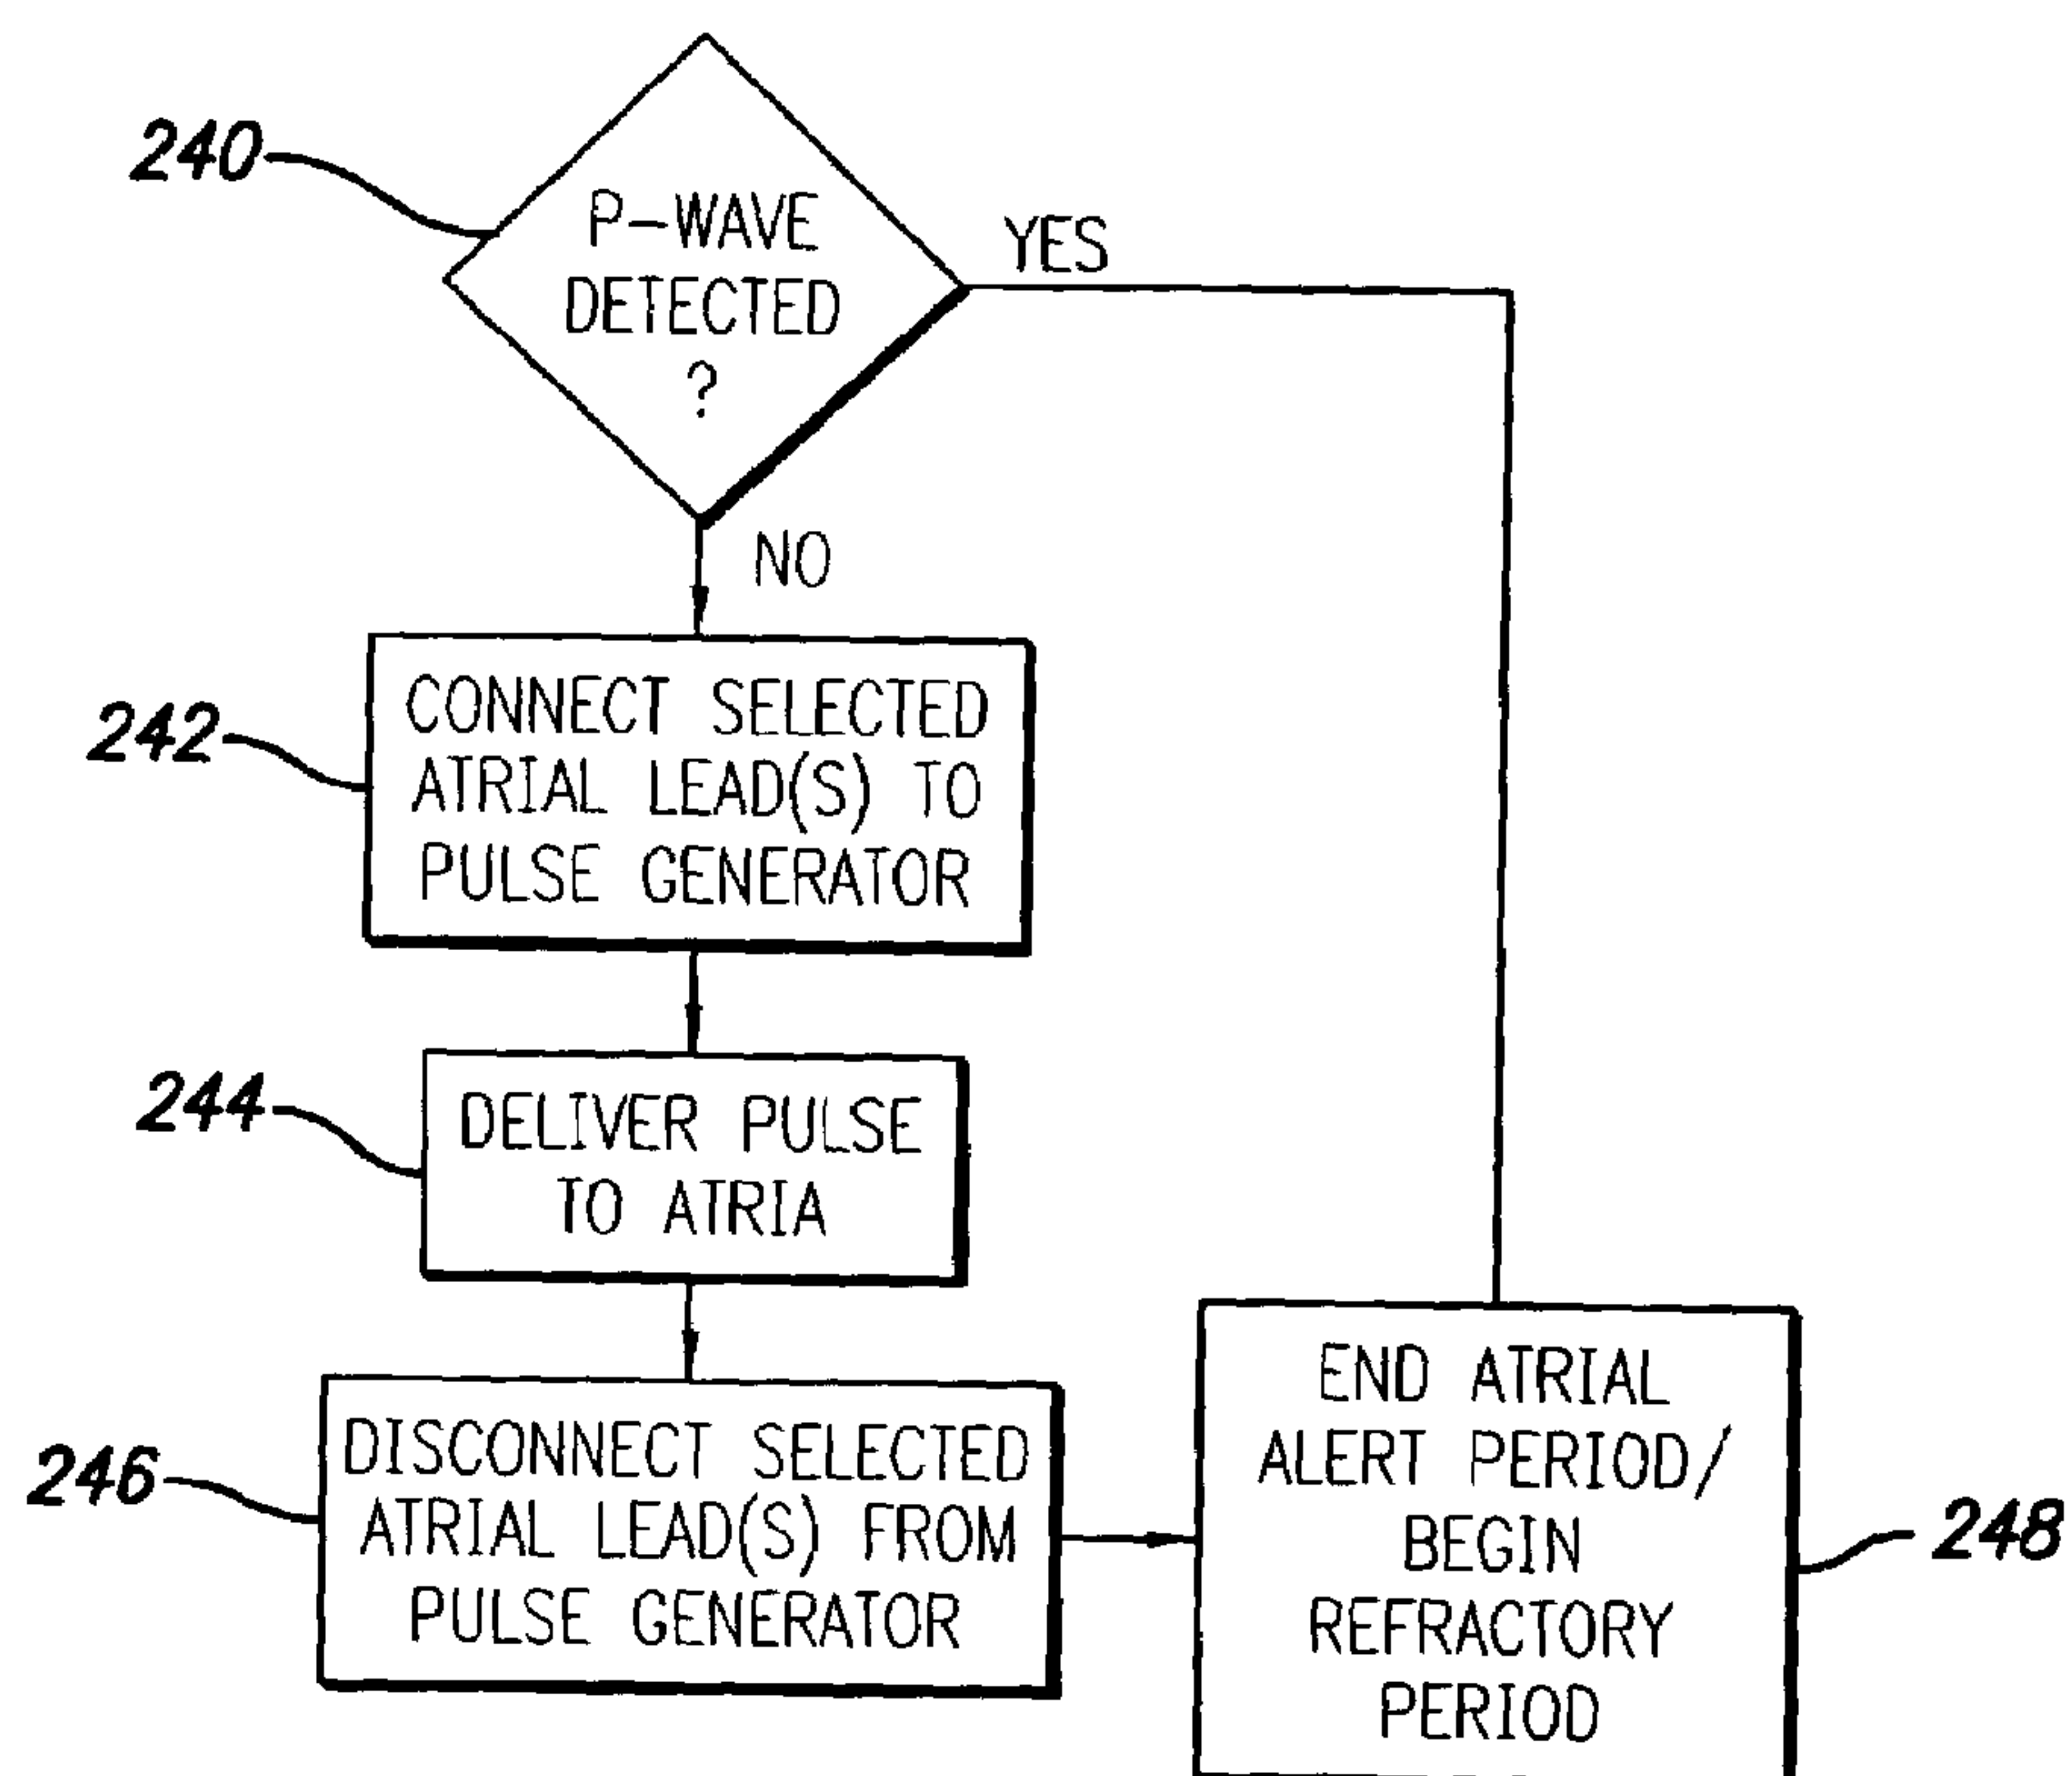 240
P-WAVE
DETECTED
?
YES
NO
242
CONNECT SELECTED
ATRIAL LEAD(S) TO
PULSE GENERATOR
244
DELIVER PULSE
TO ATRIA
246
DISCONNECT SELECTED
ATRIAL LEAD(S) FROM
PULSE GENERATOR
END ATRIAL
ALERT PERIOD/
BEGIN
REFRACTORY
PERIOD
248